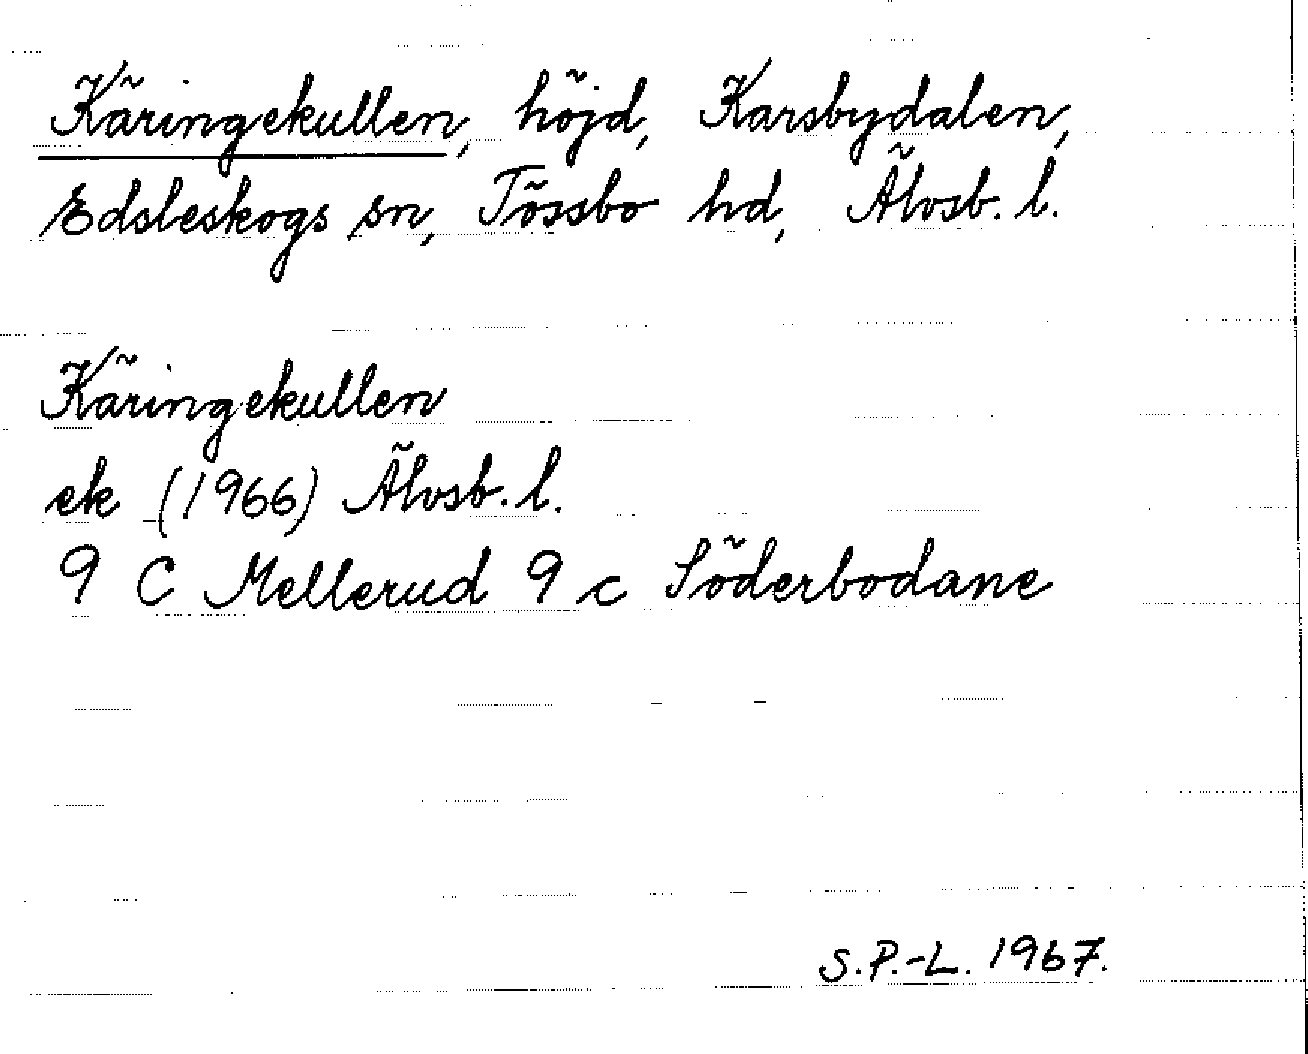 Käringekullen, höjd, Karsbydalen,
Edsleskogs sn, Tössbo hd, Älvsb. l.
Käringekullen
ek (1966) Älvsb. l.
9 C Mellerud 9 c Söderbodane
S.P.-L. 1967.